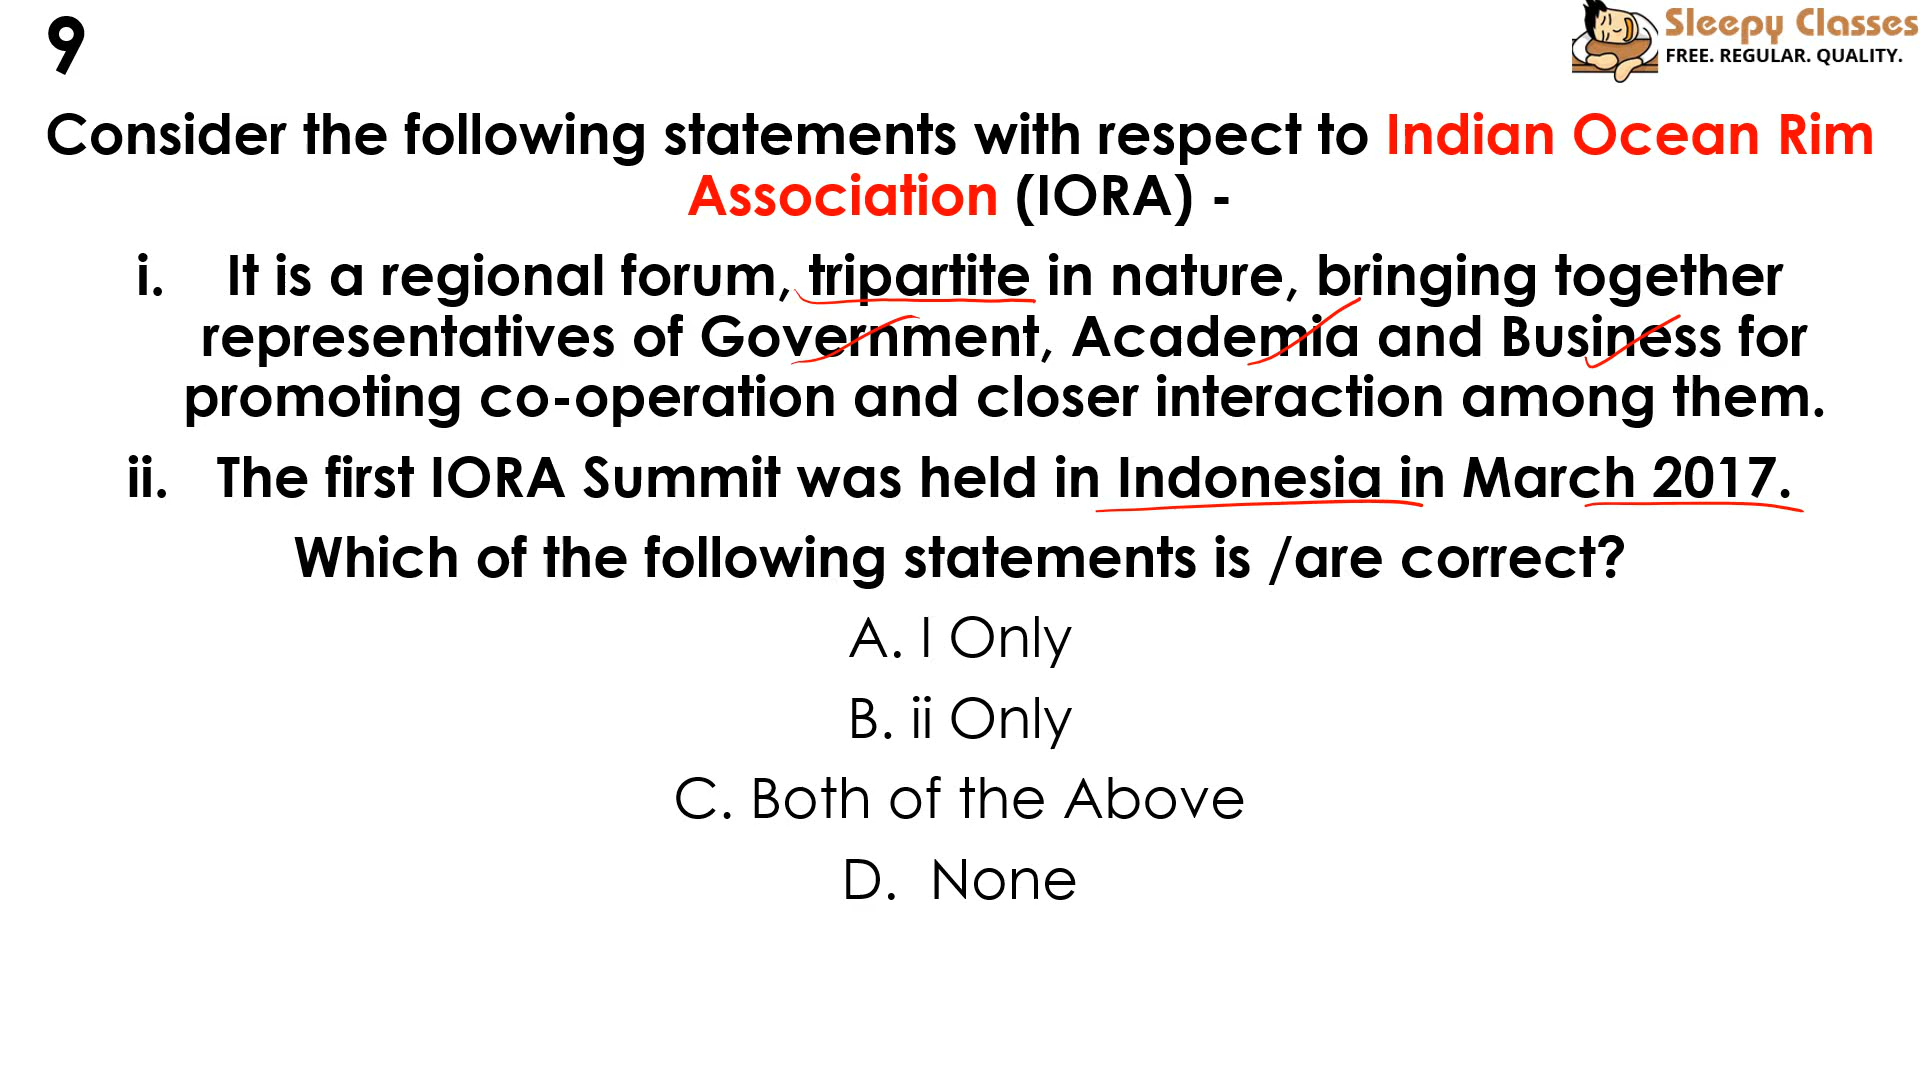 9
Sleepy Classes
FREE. REGULAR. QUALITY.
Consider the following statements with respect to Indian Ocean Rim
Association (IORA) -
i. It is a regional forum, tripartite in nature, bringing together
representatives of Government, Academia and Business for
promoting co-operation and closer interaction among them.
ii. The first IORA Summit was held in Indonesia in March 2017.
Which of the following statements is /are correct?
A. I Only
B. ii Only
C. Both of the Above
D. None